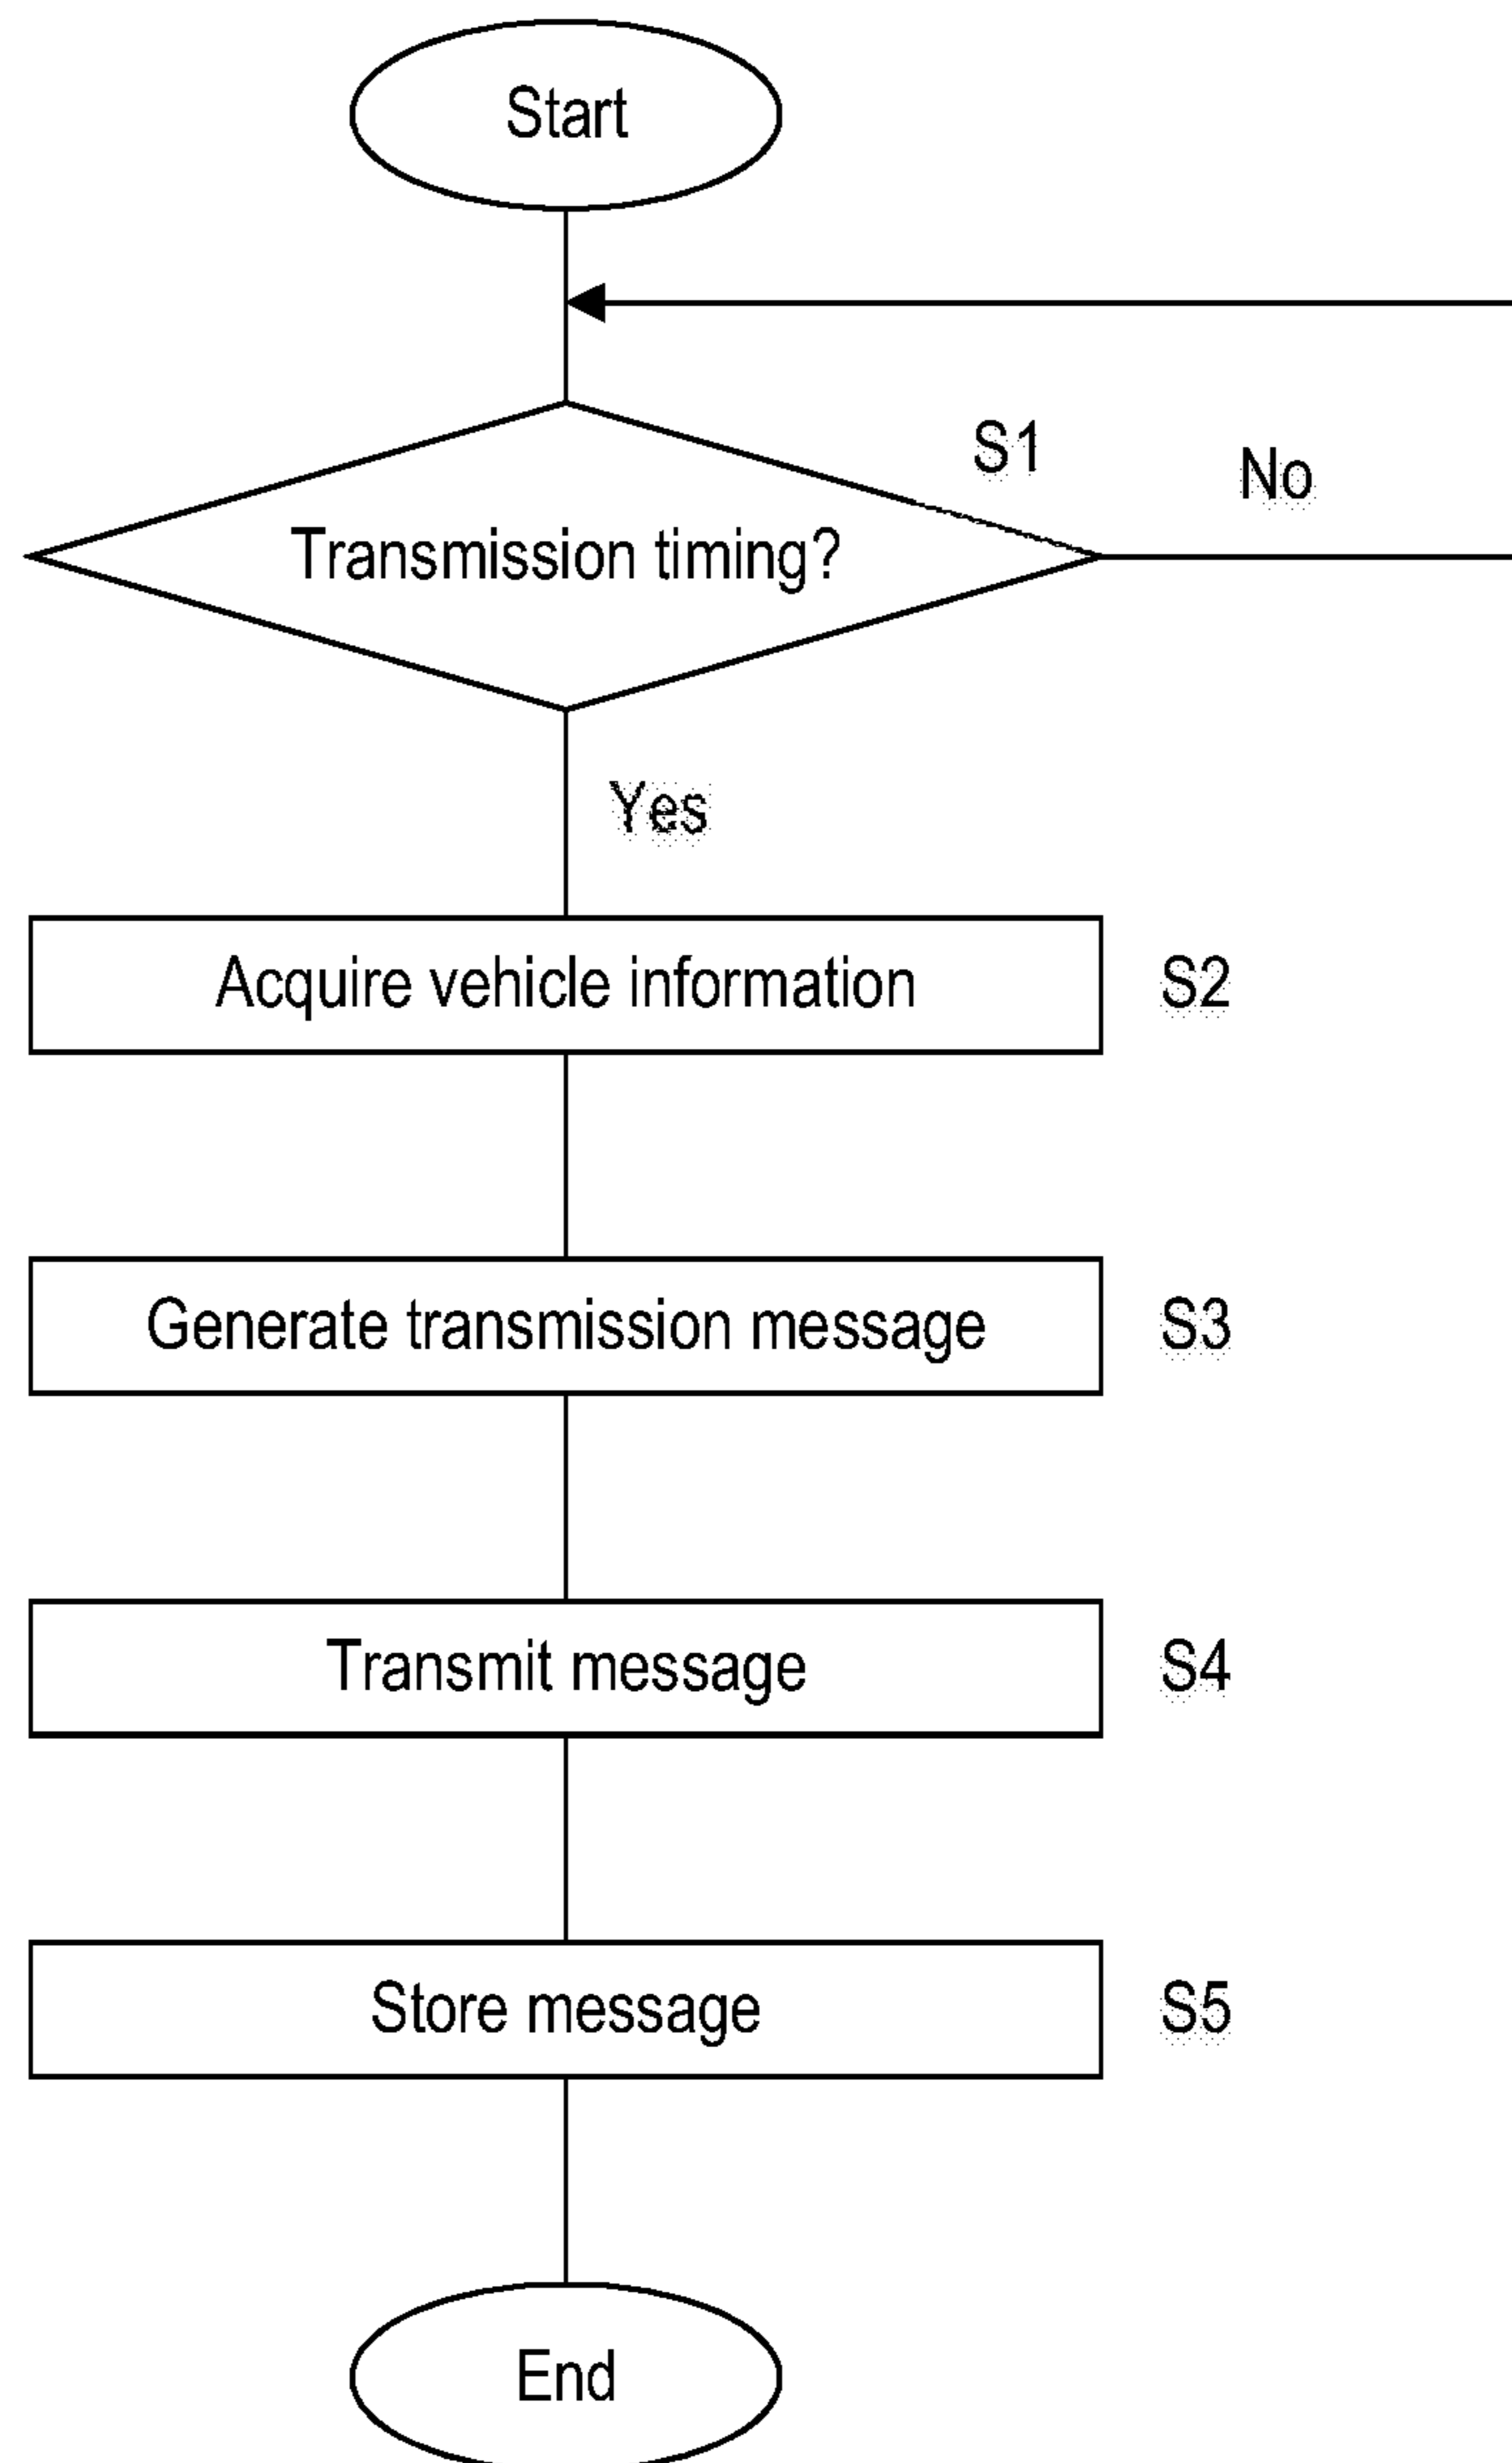 Start
S1
No
Transmission timing?
Yes
Acquire vehicle information
S2
Generate transmission message
S3
Transmit message
S4
Store message
S5
End